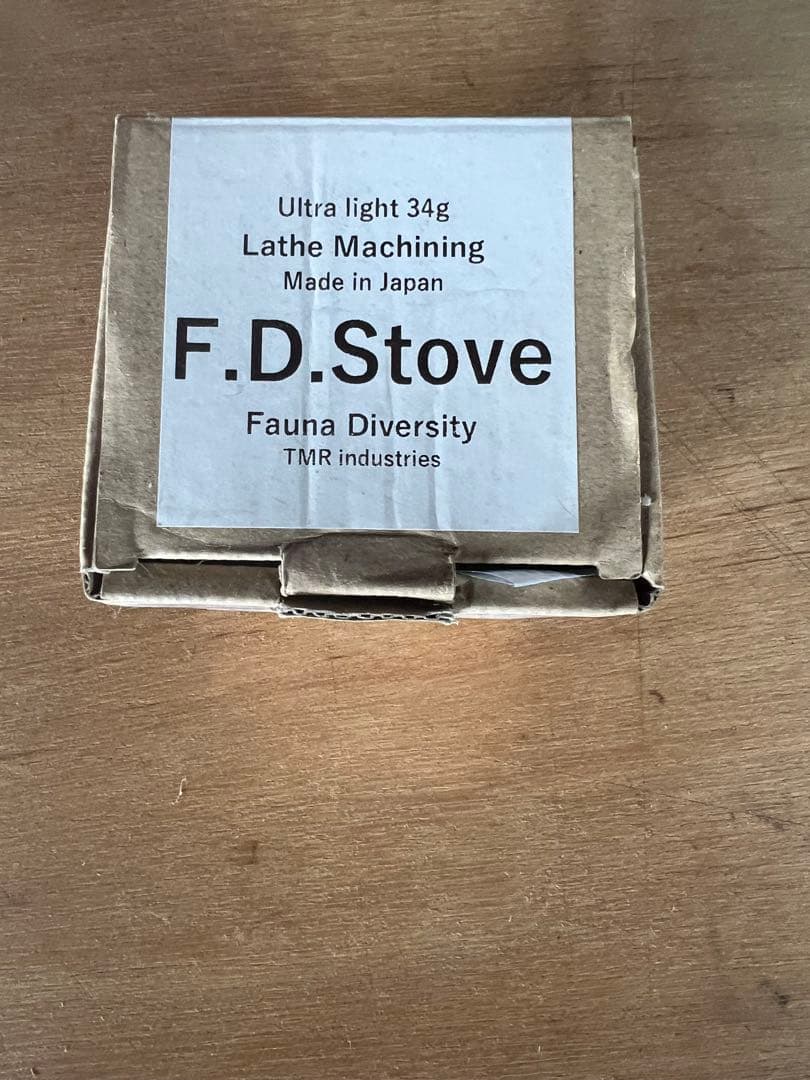 Ultra light 34g
Lathe Machining
Made in Japan
F.D.Stove
Fauna Diversity
TMR industries